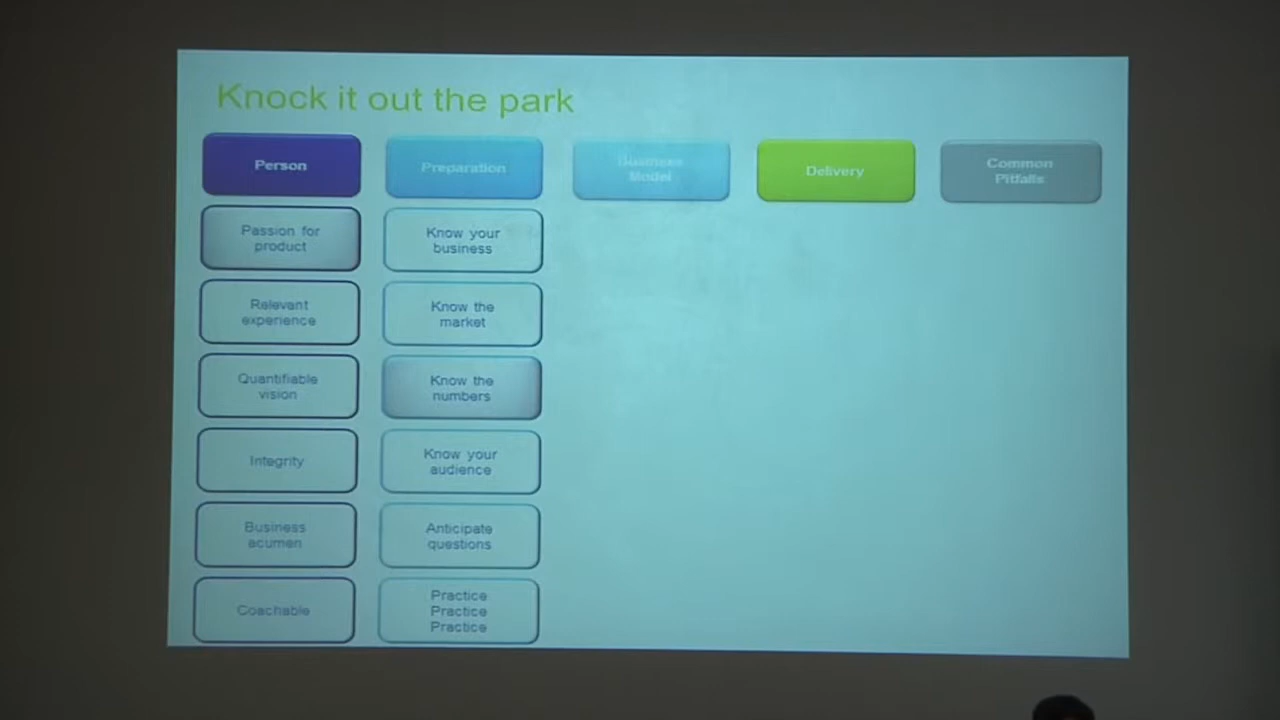 Knock it out the park
Person
Preparation
Business
Model
Delivery
Common
Pitfalls
Passion for
product
Know your
business
Relevant
experience
Know the
market
Quantifiable
vision
Know the
numbers
Integrity
Know your
audience
Business
acumen
Anticipate
questions
Coachable
Practice
Practice
Practice